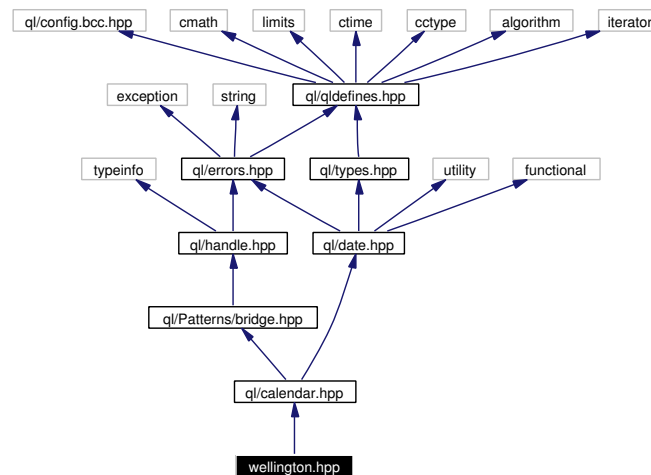 ql/config.bcc.hpp
cmath
limits
ctime
cctype
algorithm
iterator
exception
string
ql/qldefines.hpp
typeinfo
ql/errors.hpp
ql/types.hpp
utility
functional
ql/handle.hpp
ql/date.hpp
ql/Patterns/bridge.hpp
ql/calendar.hpp
wellington.hpp